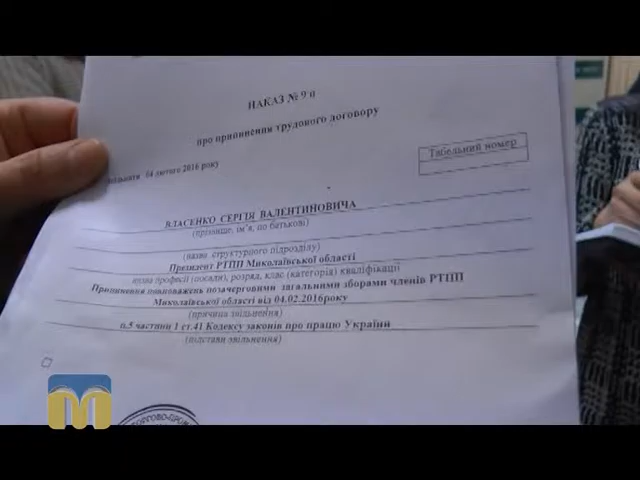 НАКАЗ № 9 п
про припинення трудового договору
Табельний номер
04 лютого 2016 року
ВЛАСЕНКО СЕРГІЯ ВАЛЕНТИНОВИЧА
(прізвище, ім'я, по батькові)
(назва структурного підрозділу)
Президент РТПП Миколаївської області
назва професії (посади), розряд, клас (категорія) кваліфікації
Припинення повноважень позачерговими загальними зборами членів РТПП
Миколаївської області від 04.02.2016року
(причина звільнення)
п.5 частини 1 ст.41 Кодексу законів про працю України
(підстави звільнення)
М